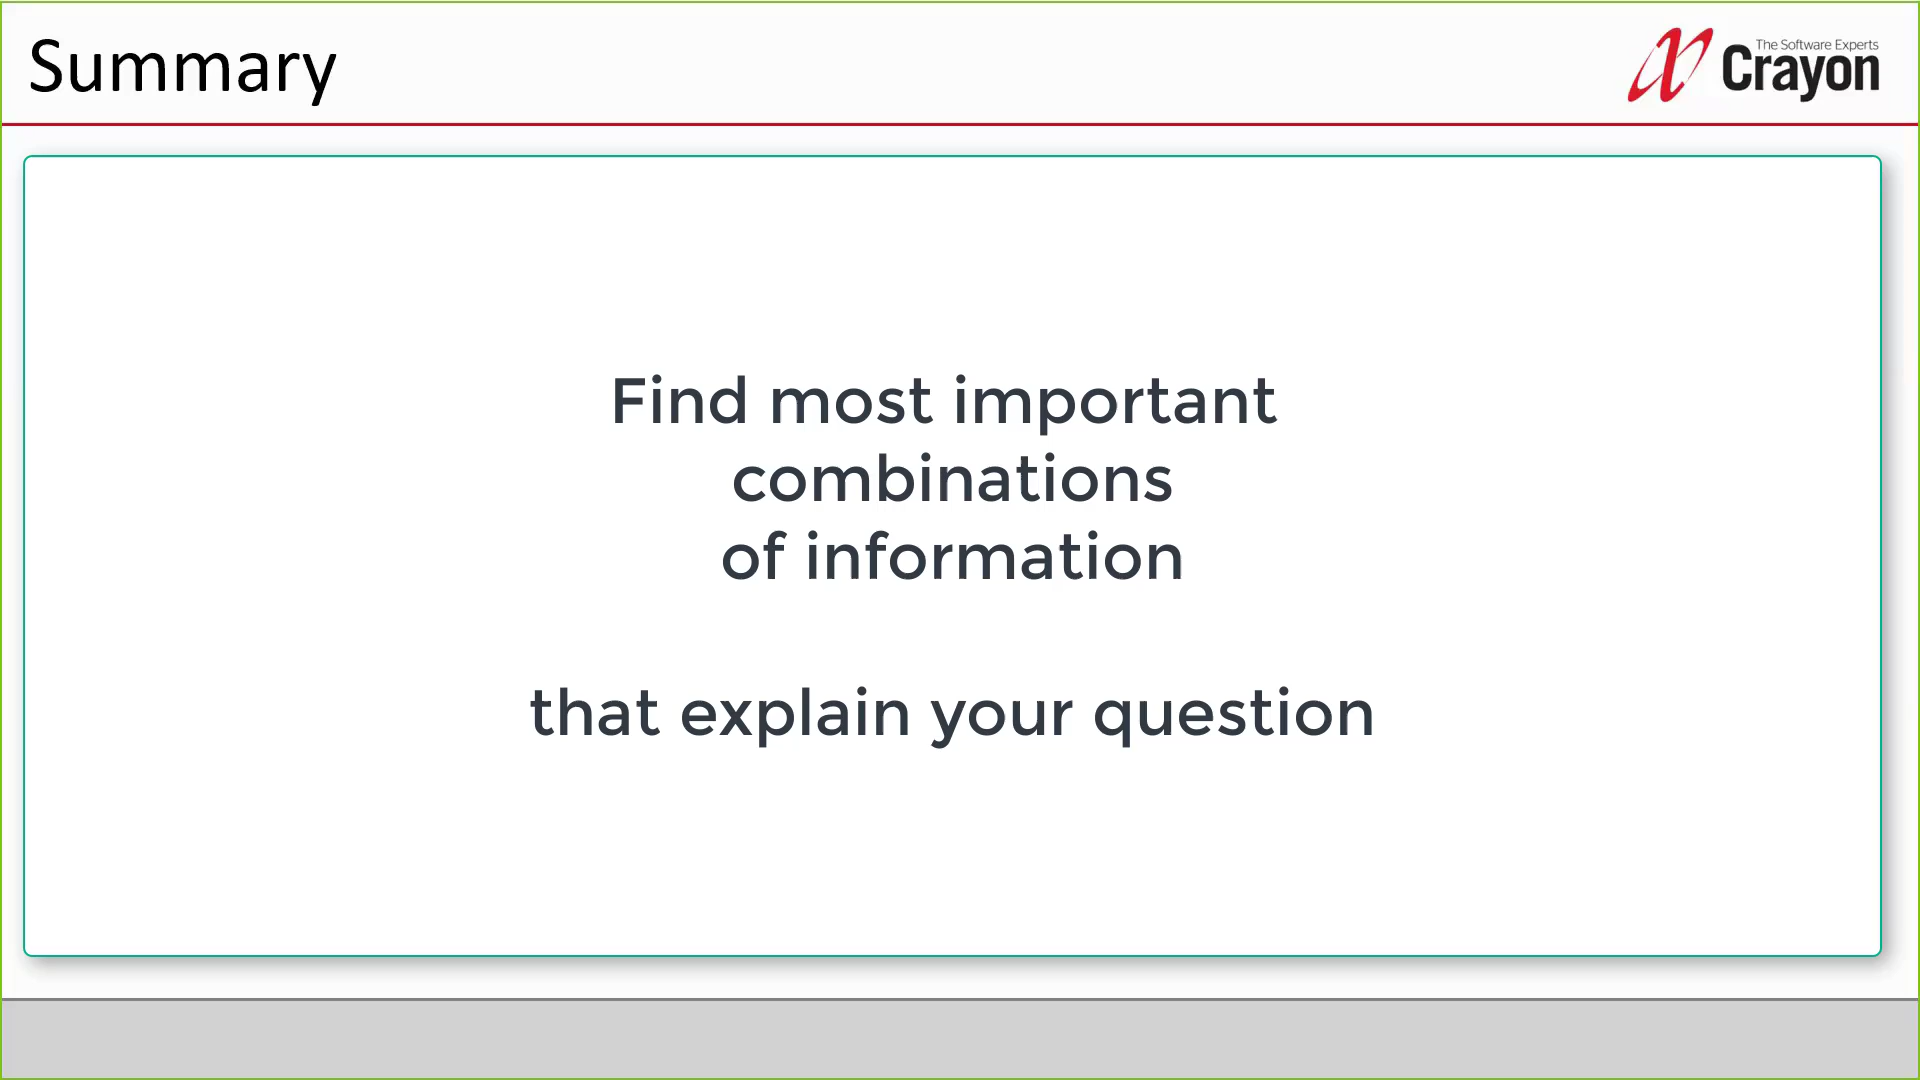 Summary
The Software Experts
Crayon
Find most important
combinations
of information
that explain your question